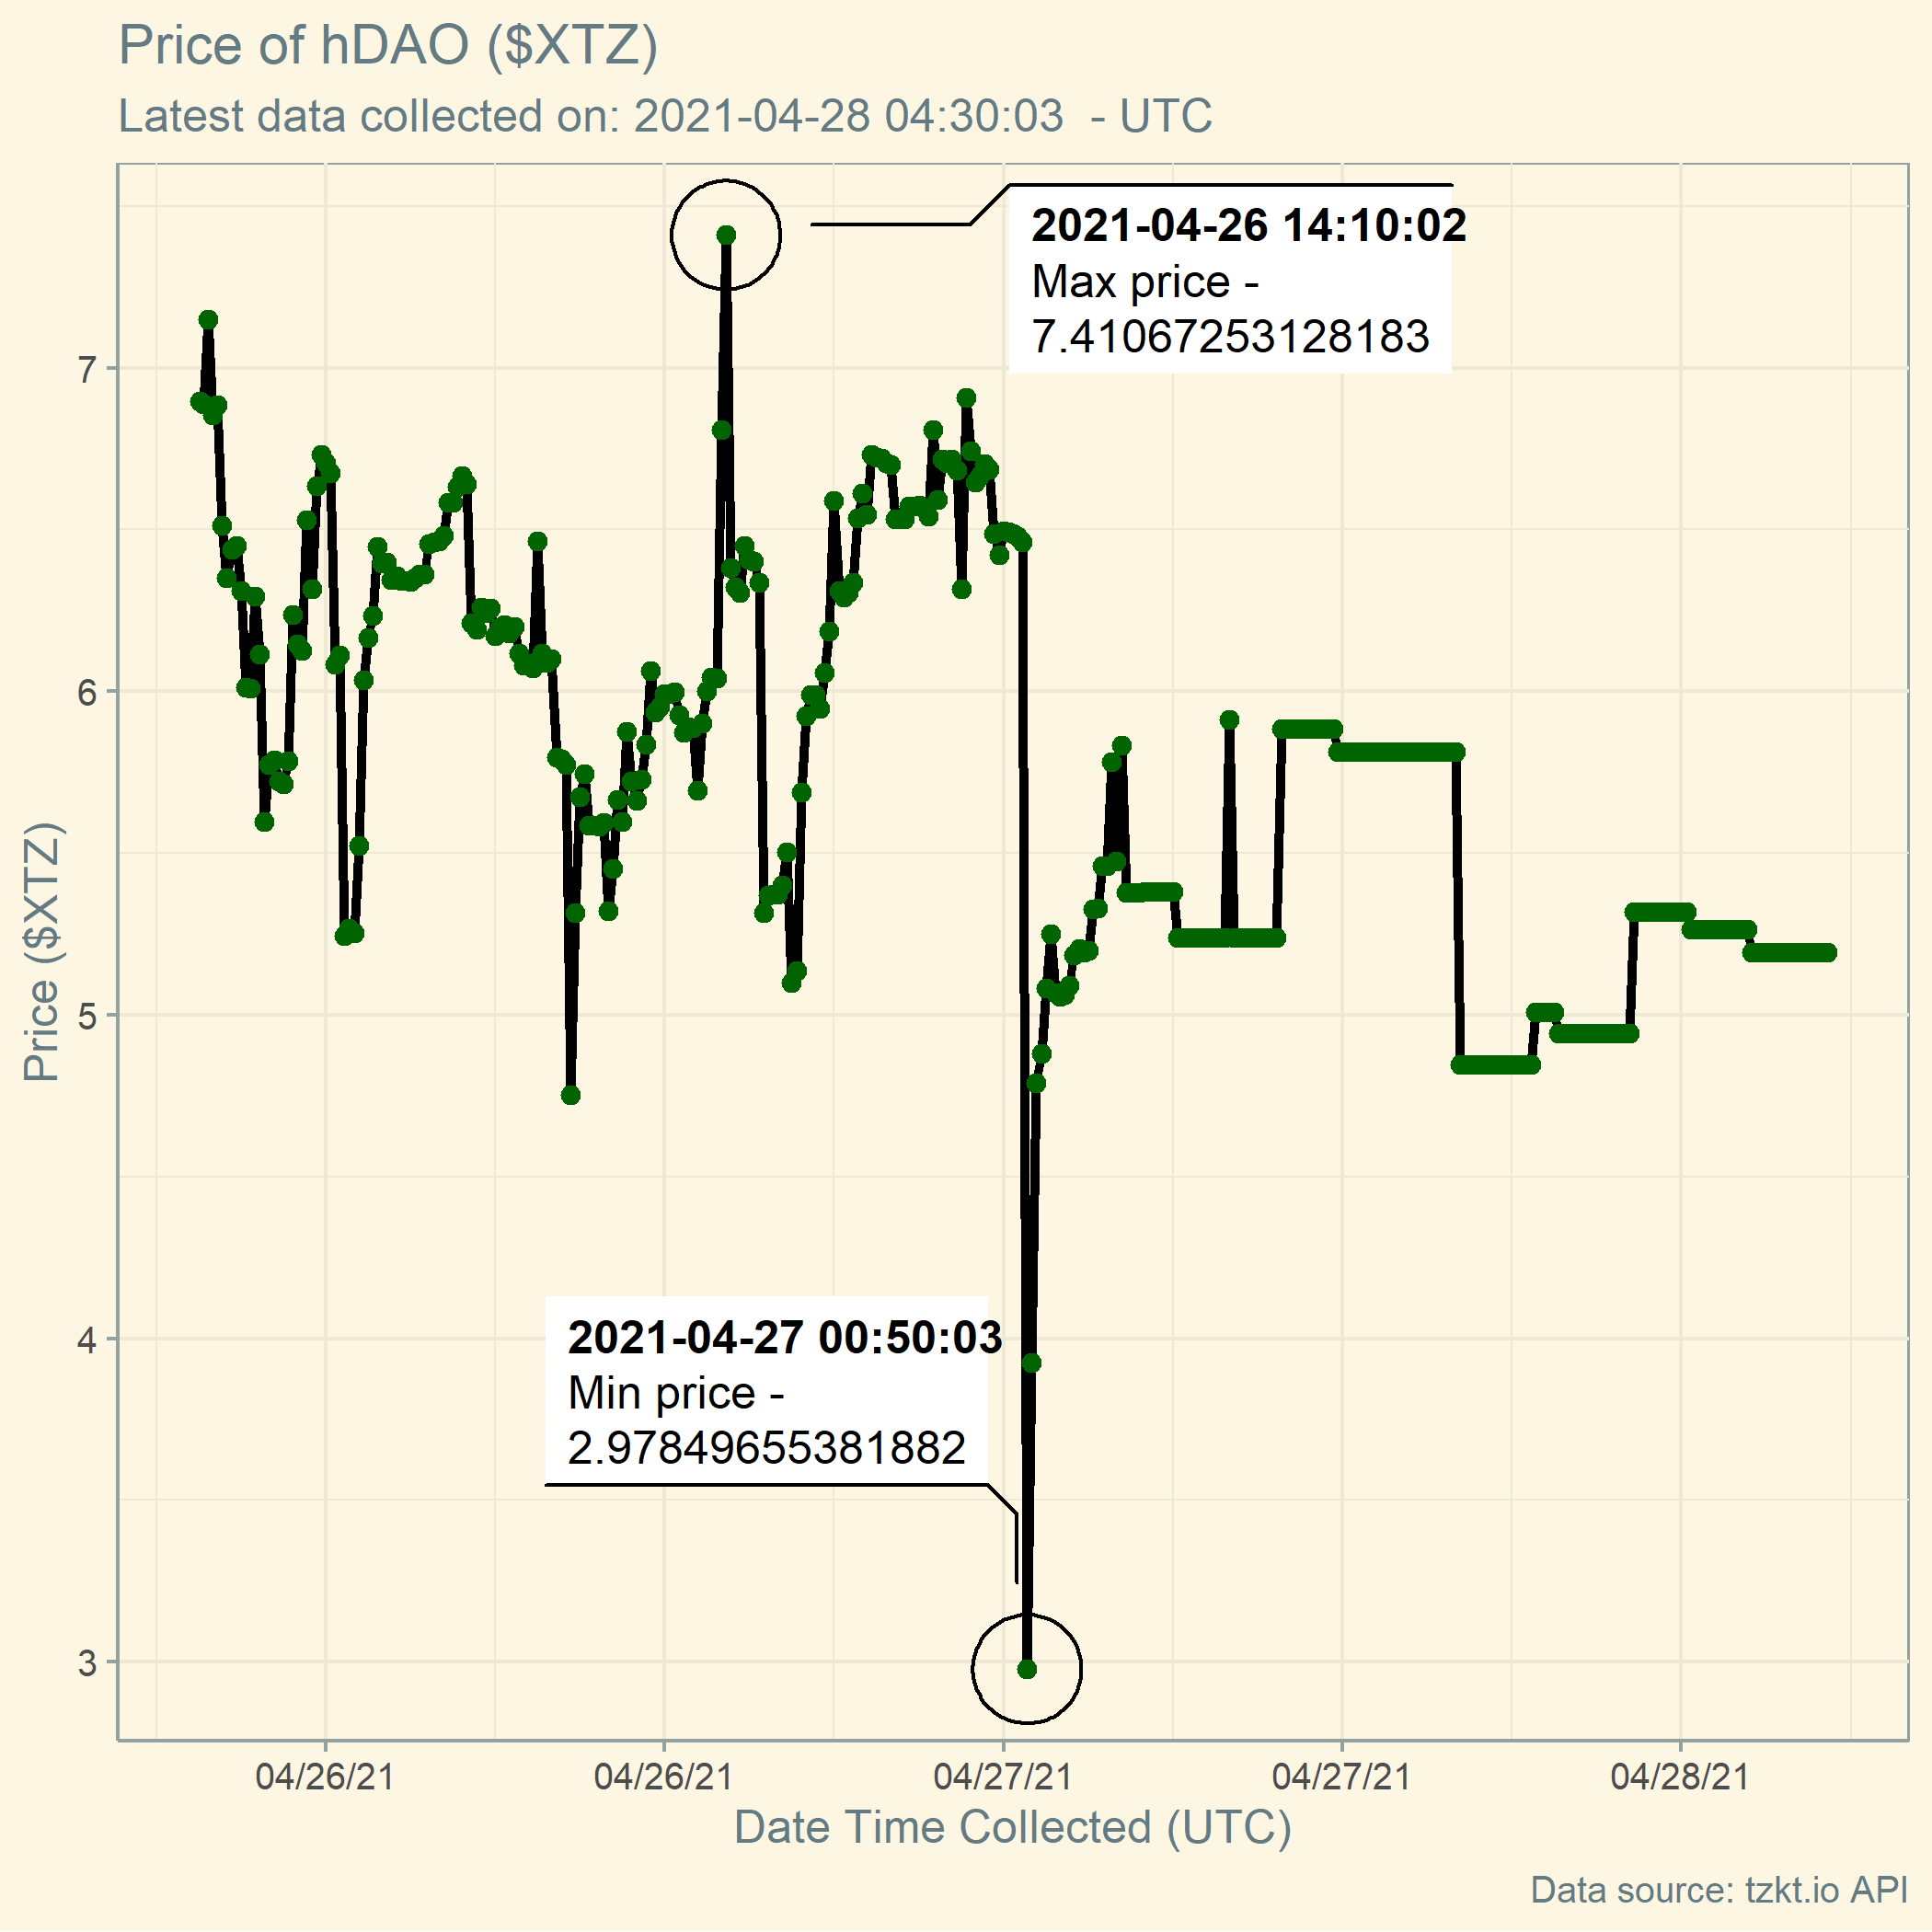 Price of hDAO ($XTZ)
Latest data collected on: 2021-04-28 04:30:03  - UTC
2021-04-26 14:10:02
Max price -
7.41067253128183
7
6
Price ($XTZ)
5
4
3
2021-04-27 00:50:03
Min price -
2.97849655381882
04/26/21 04/26/21 04/27/21 04/27/21 04/28/21
Date Time Collected (UTC)
Data source: tzkt.io API